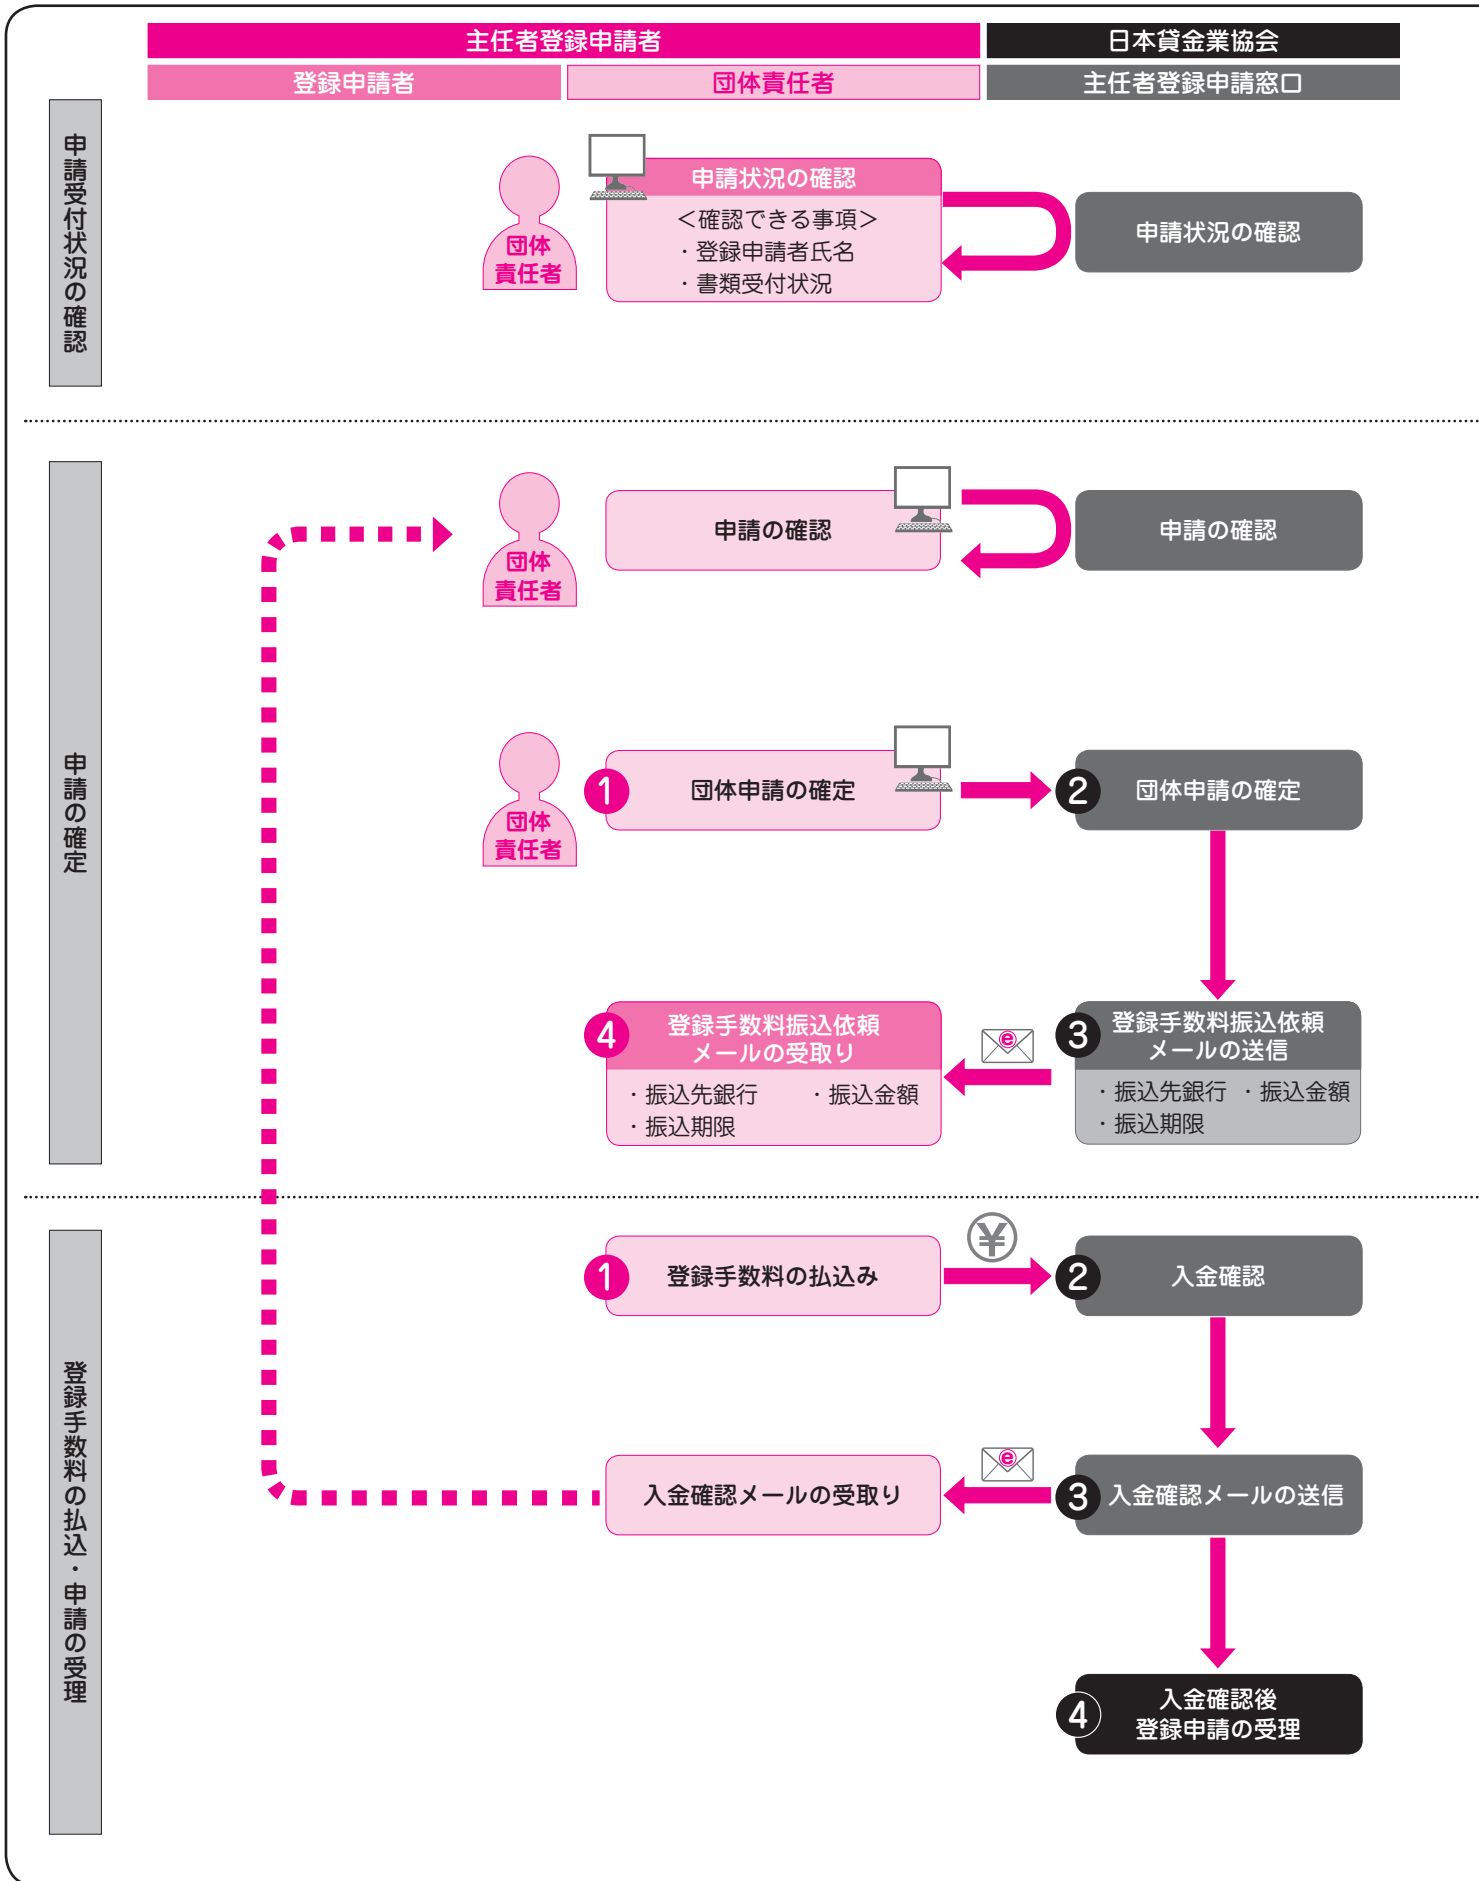 主任者登録申請者
日本貸金業協会
登録申請者
団体責任者
主任者登録申請窓口
申請受付状況の確認
団体
責任者
申請状況の確認
＜確認できる事項＞
・登録申請者氏名
・書類受付状況
申請状況の確認
申請の確定
団体
責任者
申請の確認
申請の確認
団体
責任者
1
団体申請の確定
2
団体申請の確定
4
登録手数料振込依頼
メールの受取り
・振込先銀行 ・振込金額
・振込期限
e
3
登録手数料振込依頼
メールの送信
・振込先銀行 ・振込金額
・振込期限
登録手数料の払込・申請の受理
1
登録手数料の払込み
¥
2
入金確認
入金確認メールの受取り
e
3
入金確認メールの送信
4
入金確認後
登録申請の受理